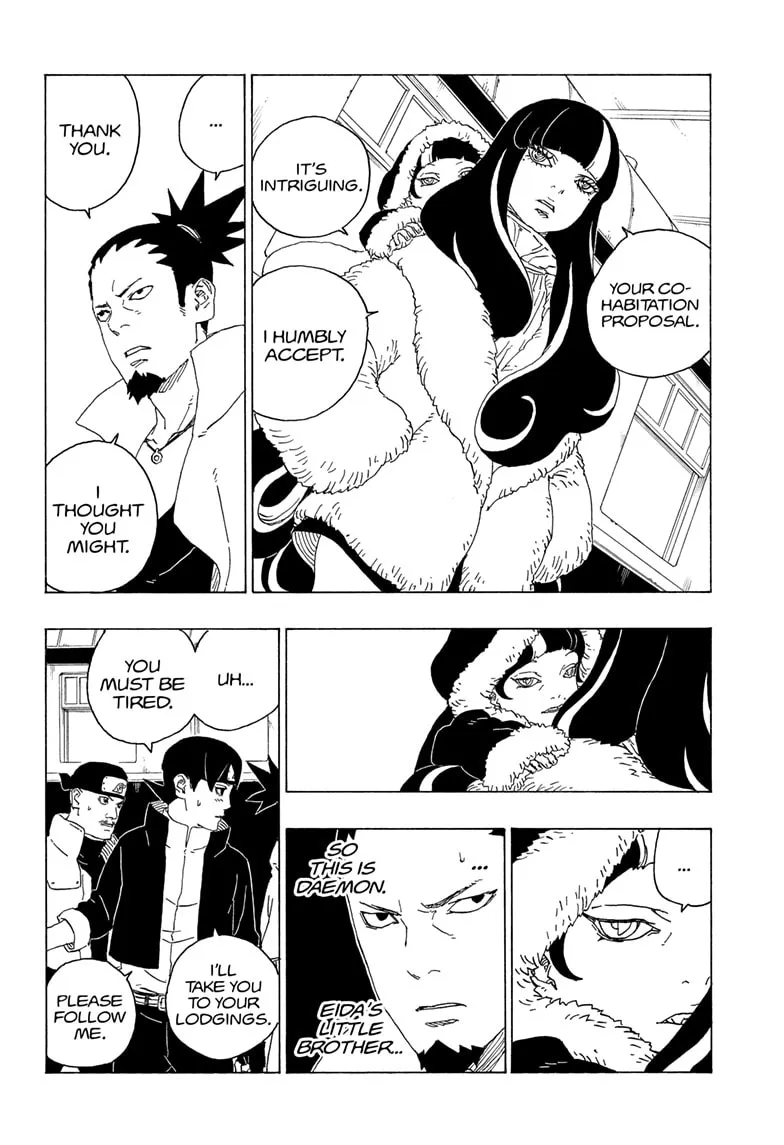 YOUR CO-
HABITATION
PROPOSAL.
IT'S
INTRIGUING.
I HUMBLY
ACCEPT.
...
THANK
YOU.
I
THOUGHT
YOU
MIGHT.
...
SO
THIS IS
DAEMON.
...
EIDA'S
LITTLE
BROTHER...
UH...
YOU
MUST BE
TIRED.
I'LL
TAKE YOU
TO YOUR
LODGINGS.
PLEASE
FOLLOW
ME.